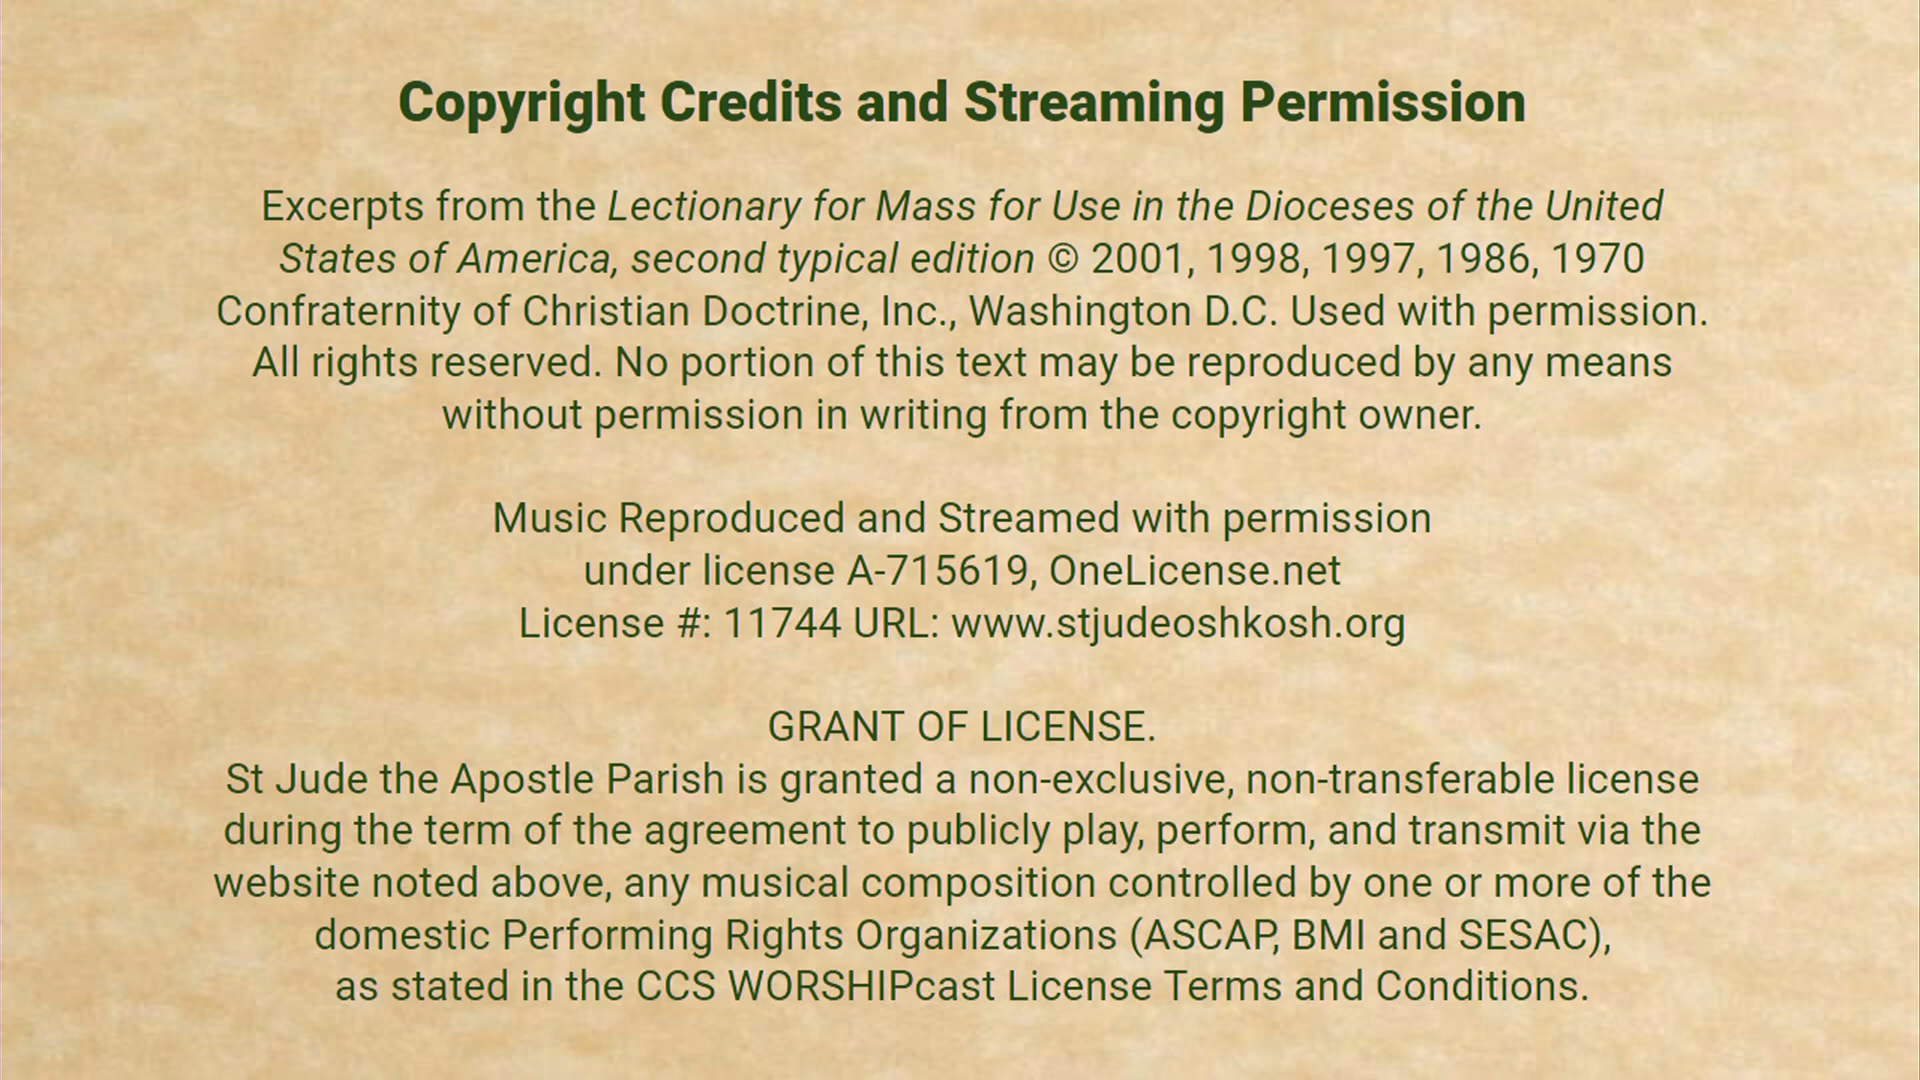 Copyright Credits and Streaming Permission
Excerpts from the Lectionary for Mass for Use in the Dioceses of the United
States of America, second typical edition © 2001, 1998, 1997, 1986, 1970
Confraternity of Christian Doctrine, Inc., Washington D.C. Used with permission.
All rights reserved. No portion of this text may be reproduced by any means
without permission in writing from the copyright owner.
Music Reproduced and Streamed with permission
under license A-715619, OneLicense.net
License #: 11744 URL: www.stjudeoshkosh.org
GRANT OF LICENSE.
St Jude the Apostle Parish is granted a non-exclusive, non-transferable license
during the term of the agreement to publicly play, perform, and transmit via the
website noted above, any musical composition controlled by one or more of the
domestic Performing Rights Organizations (ASCAP, BMI and SESAC),
as stated in the CCS WORSHIPcast License Terms and Conditions.